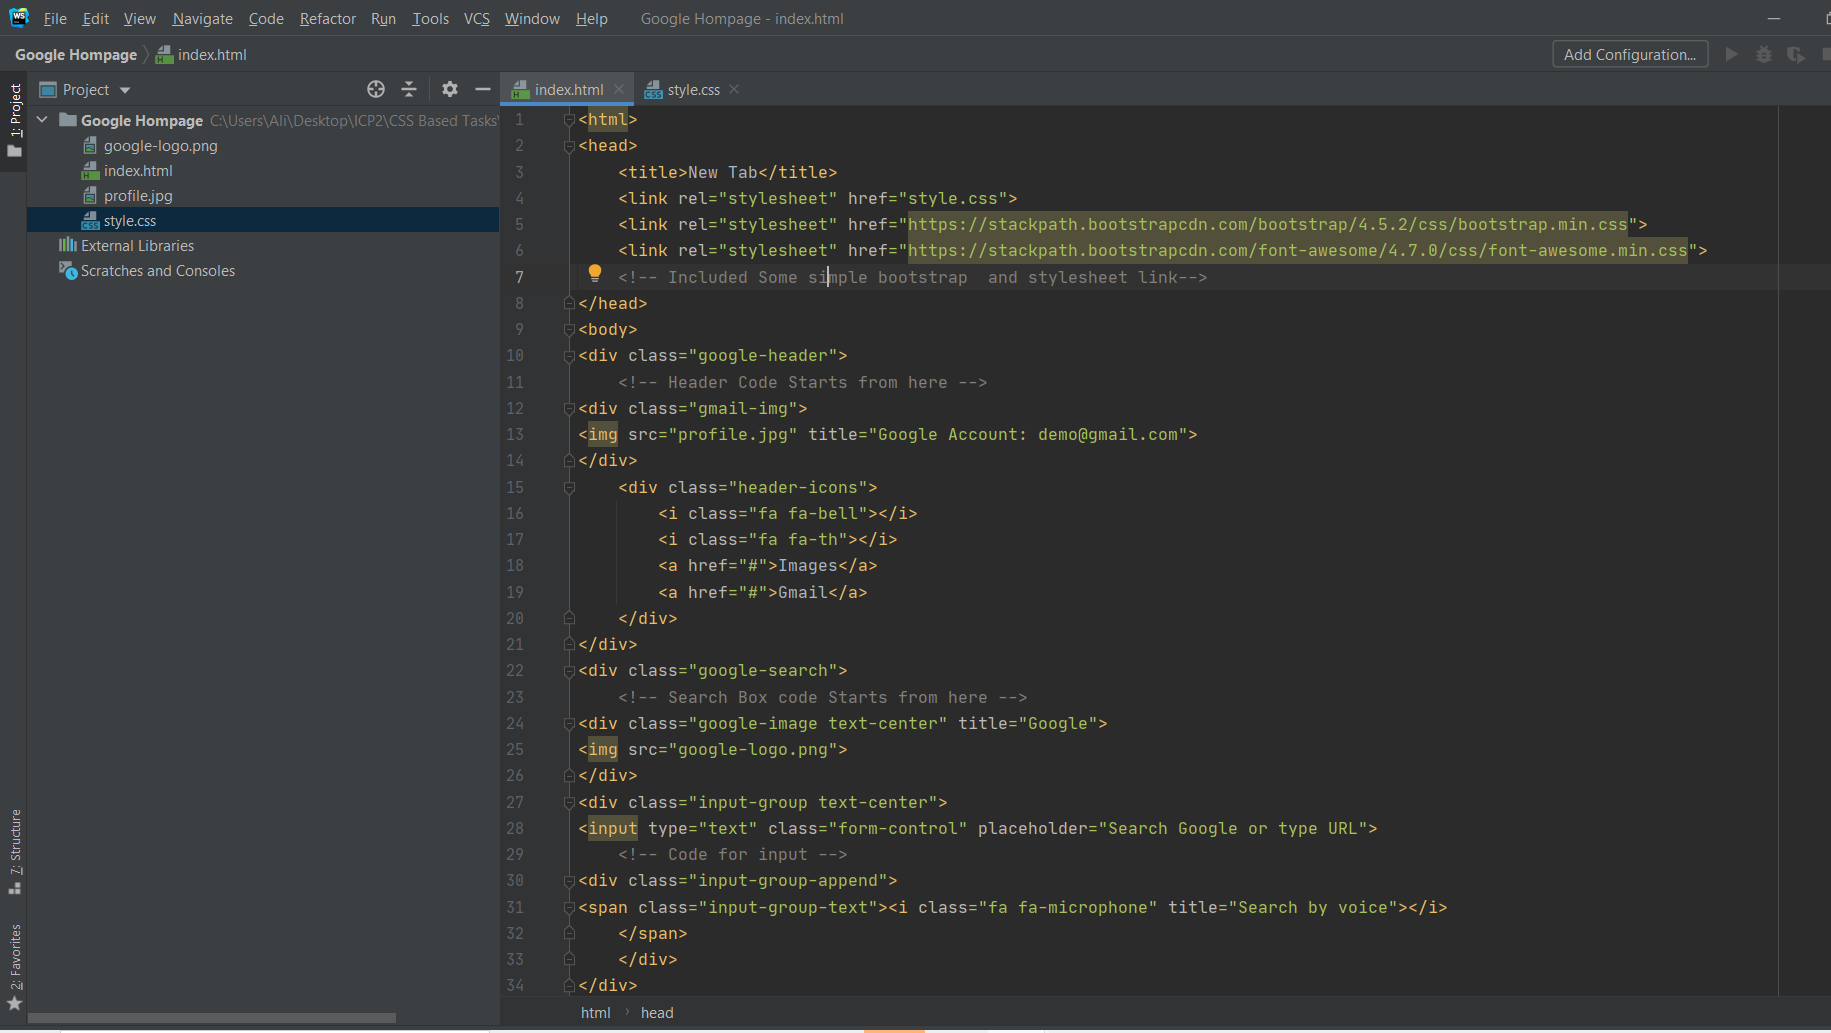 WS File Edit View Navigate Code Refactor Run Tools VCS Window Help Google Hompage - index.html
Google Hompage index.html Add Configuration...
1: Project
Project
index.html style.css
Google Hompage C:\Users\Ali\Desktop\ICP2\CSS Based Tasks\
google-logo.png
index.html
profile.jpg
style.css
External Libraries
Scratches and Consoles
7: Structure
2: Favorites
1 <html>
2 <head>
3 <title>New Tab</title>
4 <link rel="stylesheet" href="style.css">
5 <link rel="stylesheet" href="https://stackpath.bootstrapcdn.com/bootstrap/4.5.2/css/bootstrap.min.css">
6 <link rel="stylesheet" href="https://stackpath.bootstrapcdn.com/font-awesome/4.7.0/css/font-awesome.min.css">
7 <!-- Included Some simple bootstrap  and stylesheet link-->
8 </head>
9 <body>
10 <div class="google-header">
11 <!-- Header Code Starts from here -->
12 <div class="gmail-img">
13 <img src="profile.jpg" title="Google Account: demo@gmail.com">
14 </div>
15 <div class="header-icons">
16 <i class="fa fa-bell"></i>
17 <i class="fa fa-th"></i>
18 <a href="#">Images</a>
19 <a href="#">Gmail</a>
20 </div>
21 </div>
22 <div class="google-search">
23 <!-- Search Box code Starts from here -->
24 <div class="google-image text-center" title="Google">
25 <img src="google-logo.png">
26 </div>
27 <div class="input-group text-center">
28 <input type="text" class="form-control" placeholder="Search Google or type URL">
29 <!-- Code for input -->
30 <div class="input-group-append">
31 <span class="input-group-text"><i class="fa fa-microphone" title="Search by voice"></i>
32 </span>
33 </div>
34 </div>
html head